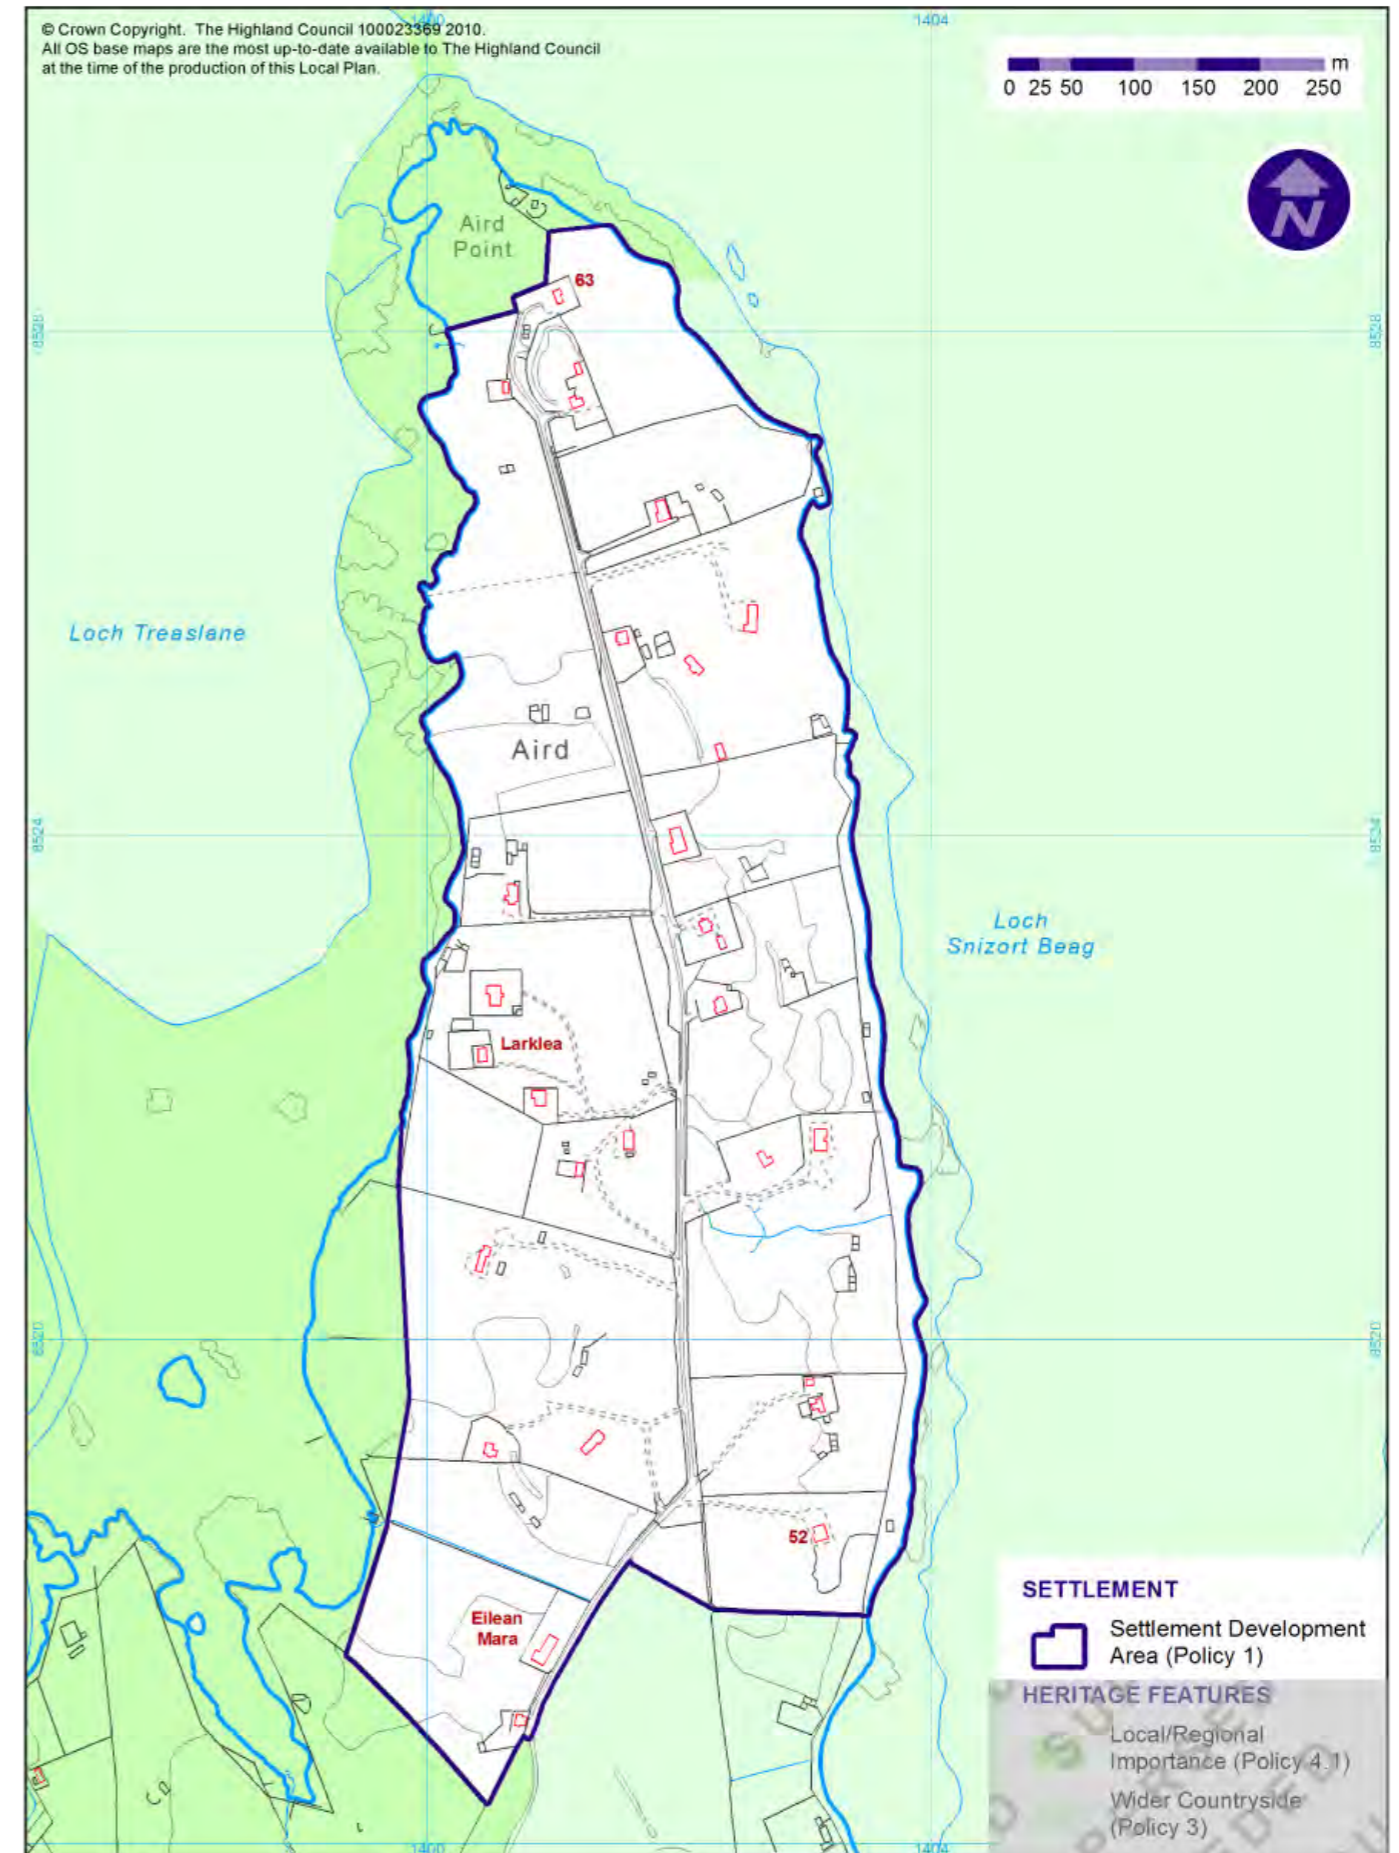 © Crown Copyright.  The Highland Council 100023369 2010.
All OS base maps are the most up-to-date available to The Highland Council
at the time of the production of this Local Plan.
1400
1404
m
0 25 50 100 150 200 250
N
Aird
Point
63
8528
8528
Loch Treaslane
Aird
8524
8524
Loch
Snizort Beag
Larklea
8520
8520
52
Eilean
Mara
SETTLEMENT
Settlement Development
Area (Policy 1)
HERITAGE FEATURES
Local/Regional
Importance (Policy 4.1)
Wider Countryside
(Policy 3)
1400
1404